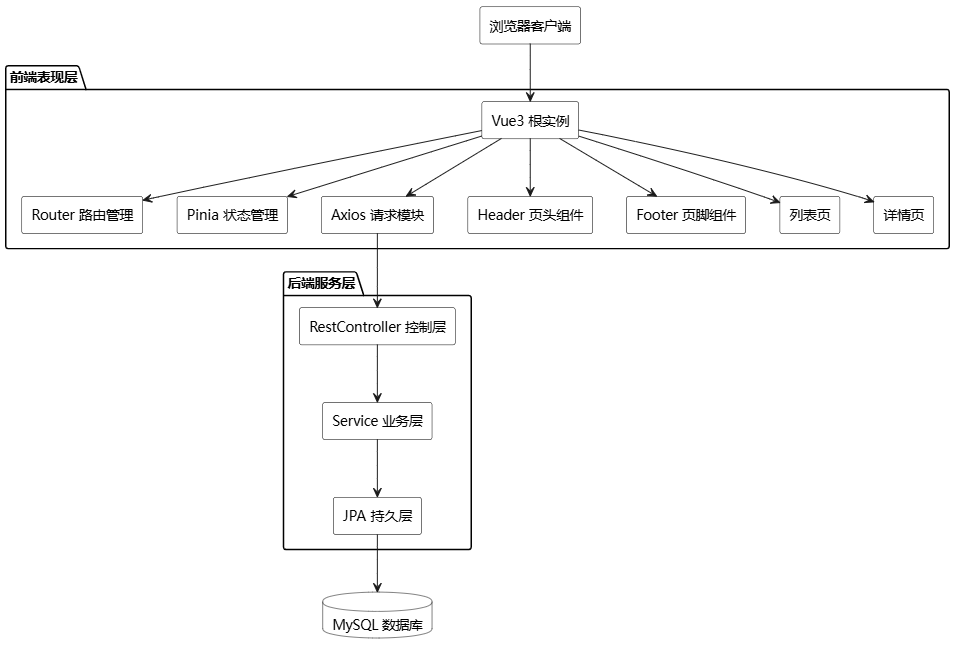 浏览器客户端
前端表现层
Vue3 根实例
Router 路由管理
Pinia 状态管理
Axios 请求模块
Header 页头组件
Footer 页脚组件
列表页
详情页
后端服务层
RestController 控制层
Service 业务层
JPA 持久层
MySQL 数据库